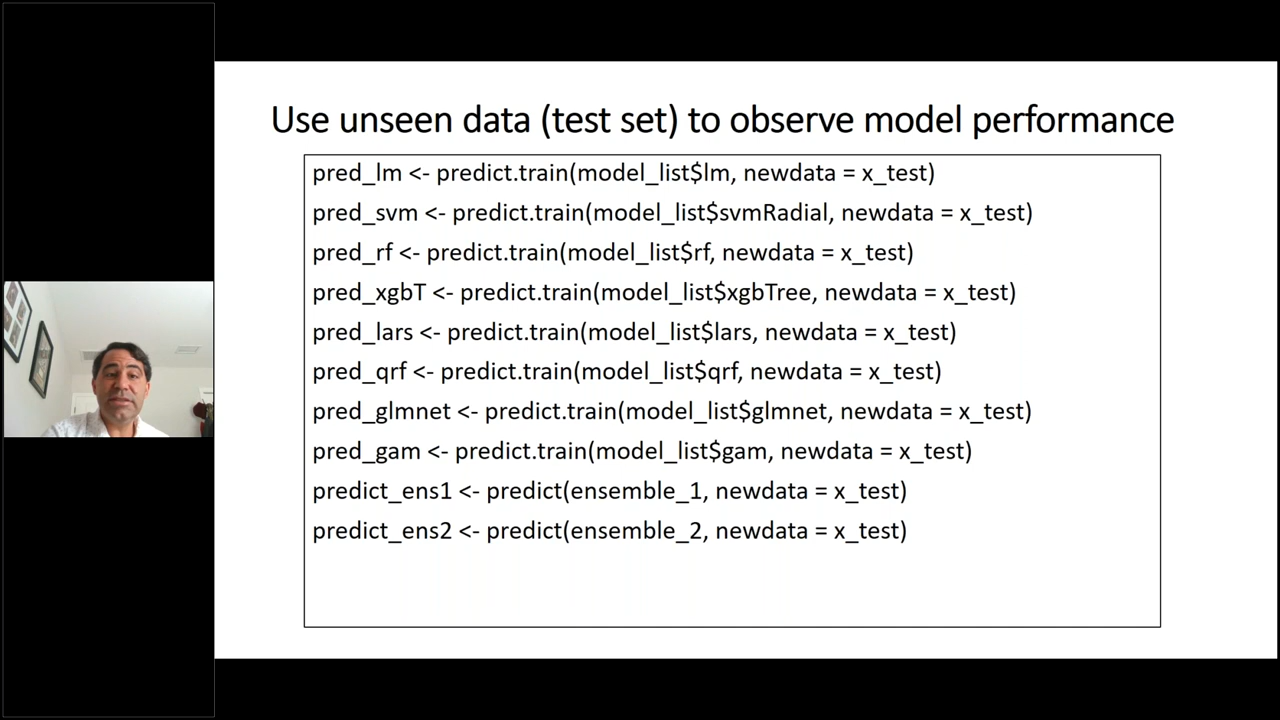 Use unseen data (test set) to observe model performance
pred_lm <- predict.train(model_list$lm, newdata = x_test)
pred_svm <- predict.train(model_list$svmRadial, newdata = x_test)
pred_rf <- predict.train(model_list$rf, newdata = x_test)
pred_xgbT <- predict.train(model_list$xgbTree, newdata = x_test)
pred_lars <- predict.train(model_list$lars, newdata = x_test)
pred_qrf <- predict.train(model_list$qrf, newdata = x_test)
pred_glmnet <- predict.train(model_list$glmnet, newdata = x_test)
pred_gam <- predict.train(model_list$gam, newdata = x_test)
predict_ens1 <- predict(ensemble_1, newdata = x_test)
predict_ens2 <- predict(ensemble_2, newdata = x_test)